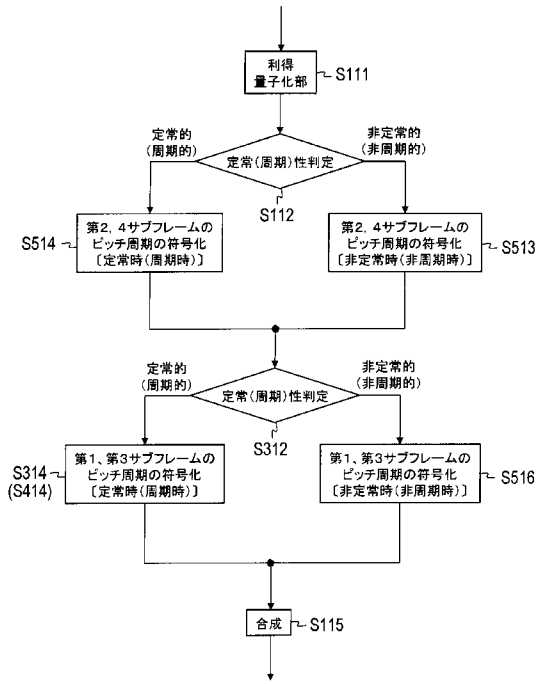 利得
量子化部
S111
定常的
(周期的)
非定常的
(非周期的)
定常(周期)性判定
S112
第2, 4サブフレームの
ピッチ周期の符号化
〔定常時(周期時)〕
S514
第2, 4サブフレームの
ピッチ周期の符号化
〔非定常時(非周期時)〕
S513
定常的
(周期的)
非定常的
(非周期的)
定常(周期)性判定
S312
第1、第3サブフレームの
ピッチ周期の符号化
〔定常時(周期時)〕
S314
(S414)
第1、第3サブフレームの
ピッチ周期の符号化
〔非定常時(非周期時)〕
S516
合成
S115